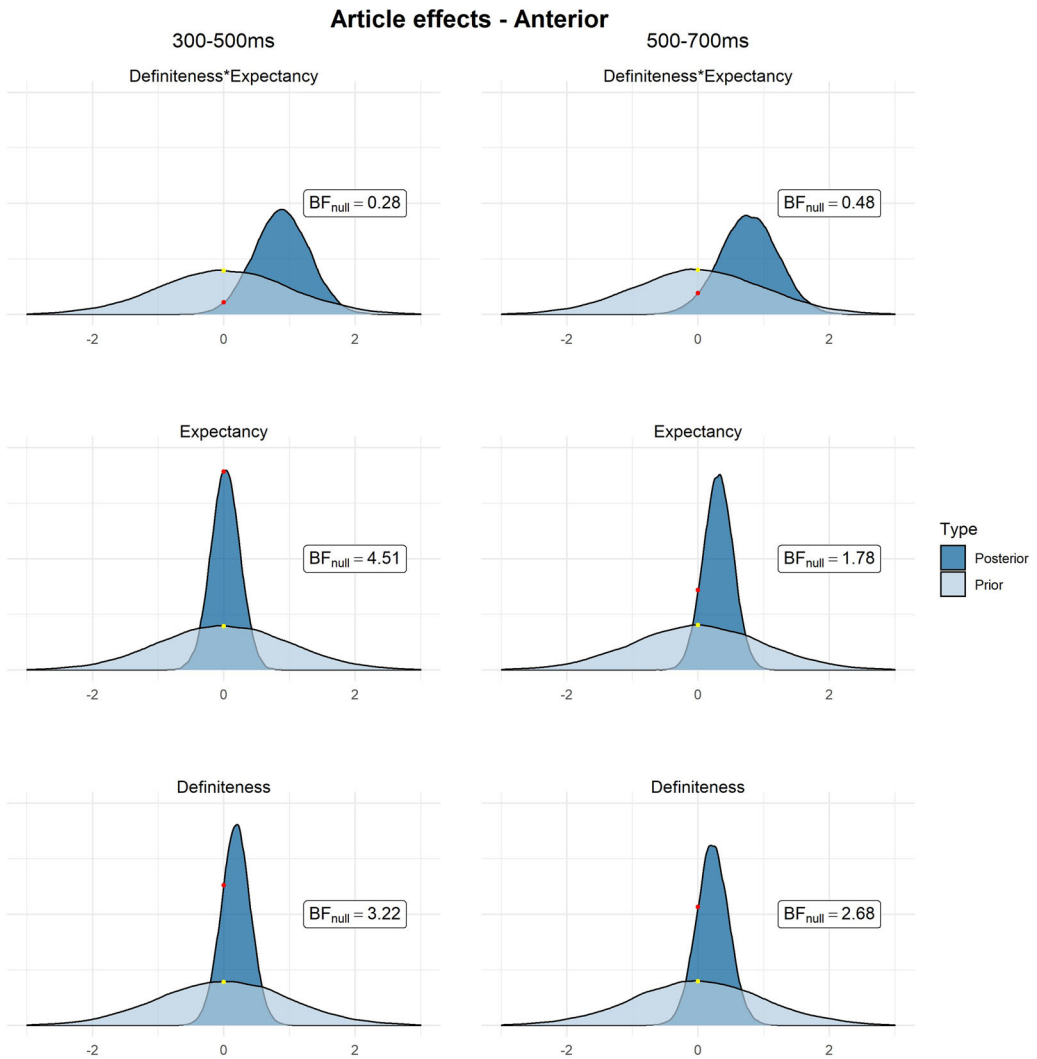 Article effects - Anterior
300-500ms 500-700ms
Definiteness*Expectancy Definiteness*Expectancy
BFnull = 0.28 BFnull = 0.48
-2 0 2 -2 0 2
Expectancy Expectancy
Type
BFnull = 4.51 BFnull = 1.78 Posterior
Prior
-2 0 2 -2 0 2
Definiteness Definiteness
BFnull = 3.22 BFnull = 2.68
-2 0 2 -2 0 2